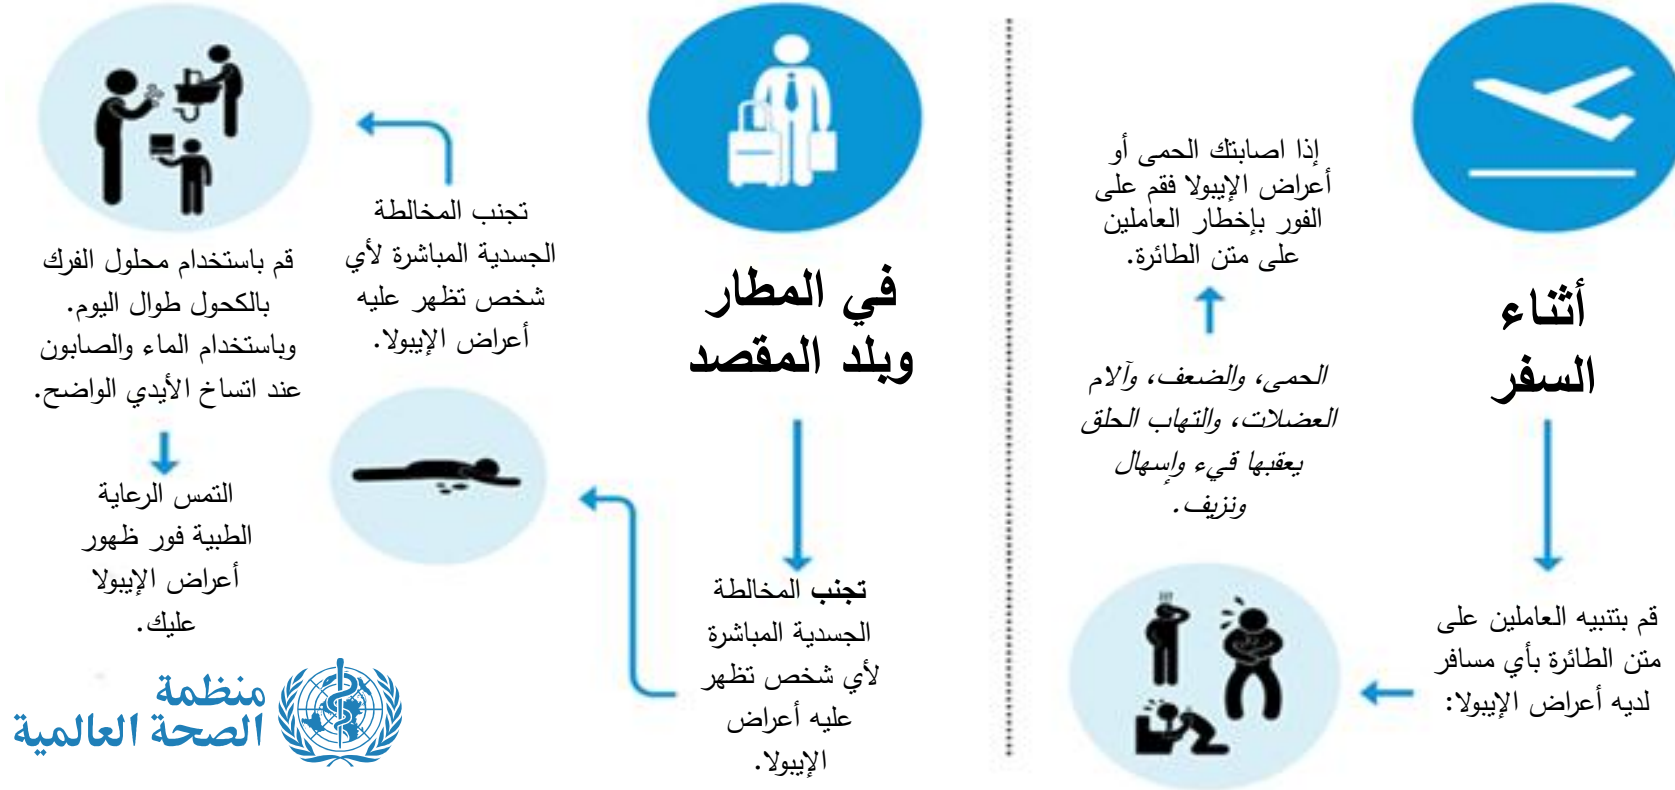 أثناء
السفر
قم بتنبيه العاملين على
متن الطائرة بأي مسافر
لديه أعراض الإيبولا:
الحمى، والضعف، وآلام
العضلات، والتهاب الحلق
يعقبها قيء وإسهال
ونزيف.
إذا اصابتك الحمى أو
أعراض الإيبولا فقم على
الفور بإخطار العاملين
على متن الطائرة.
في المطار
وبلد المقصد
تجنب المخالطة
الجسدية المباشرة
لأي شخص تظهر
عليه أعراض
الإيبولا.
تجنب المخالطة
الجسدية المباشرة لأي
شخص تظهر عليه
أعراض الإيبولا.
قم باستخدام محلول الفرك
بالكحول طوال اليوم.
وباستخدام الماء والصابون
عند اتساخ الأيدي الواضح.
التمس الرعاية
الطبية فور ظهور
أعراض الإيبولا
عليك.
منظمة
الصحة العالمية